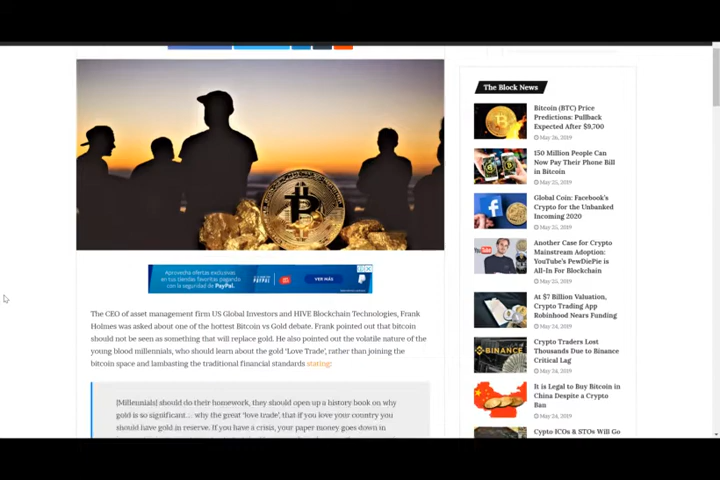 The CEO of asset management firm US Global Investors and HIVE Blockchain Technologies, Frank
Holmes was asked about one of the hottest Bitcoin vs Gold debate. Frank pointed out that bitcoin
should not be seen as something that will replace gold. He also pointed out the volatile nature of the
young blood millennials, who should learn about the gold 'Love Trade', rather than joining the
bitcoin space and lambasting the traditional financial standards stating:
[Millennials] should do their homework, they should open up a history book on why
gold is so significant… why the great 'love trade', that if you love your country you
should have gold in reserve. If you have a crisis, your paper money goes down in
Aprovecha ofertas exclusivas
en tus tiendas favoritas pagando
con la seguridad de PayPal.
PAYPAL
VER MÁS
The Block News
Bitcoin (BTC) Price
Predictions: Pullback
Expected After $9,700
May 26, 2019
150 Million People Can
Now Pay Their Phone Bill
in Bitcoin
May 25, 2019
Global Coin: Facebook's
Crypto for the Unbanked
Incoming 2020
May 25, 2019
YouTube
Another Case for Crypto
Mainstream Adoption:
YouTube's PewDiePie is
All-In For Blockchain
May 25, 2019
At $7 Billion Valuation,
Crypto Trading App
Robinhood Nears Funding
May 24, 2019
BINANCE
Crypto Traders Lost
Thousands Due to Binance
Critical Lag
May 24, 2019
It is Legal to Buy Bitcoin in
China Despite a Crypto
Ban
May 24, 2019
Cypto ICOs & STOs Will Go